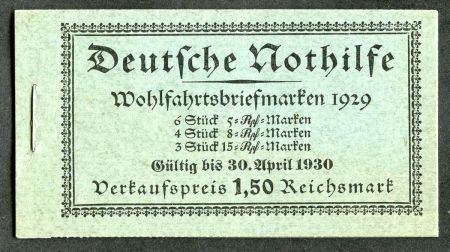 Deutſche Nothilfe
Wohlfahrtsbriefmarken 1929
6 Stück 5=Rpf=Marken
4 Stück 8=Rpf=Marken
3 Stück 15=Rpf=Marken
Gültig bis 30. April 1930
Verkaufspreis 1,50 Reichsmark